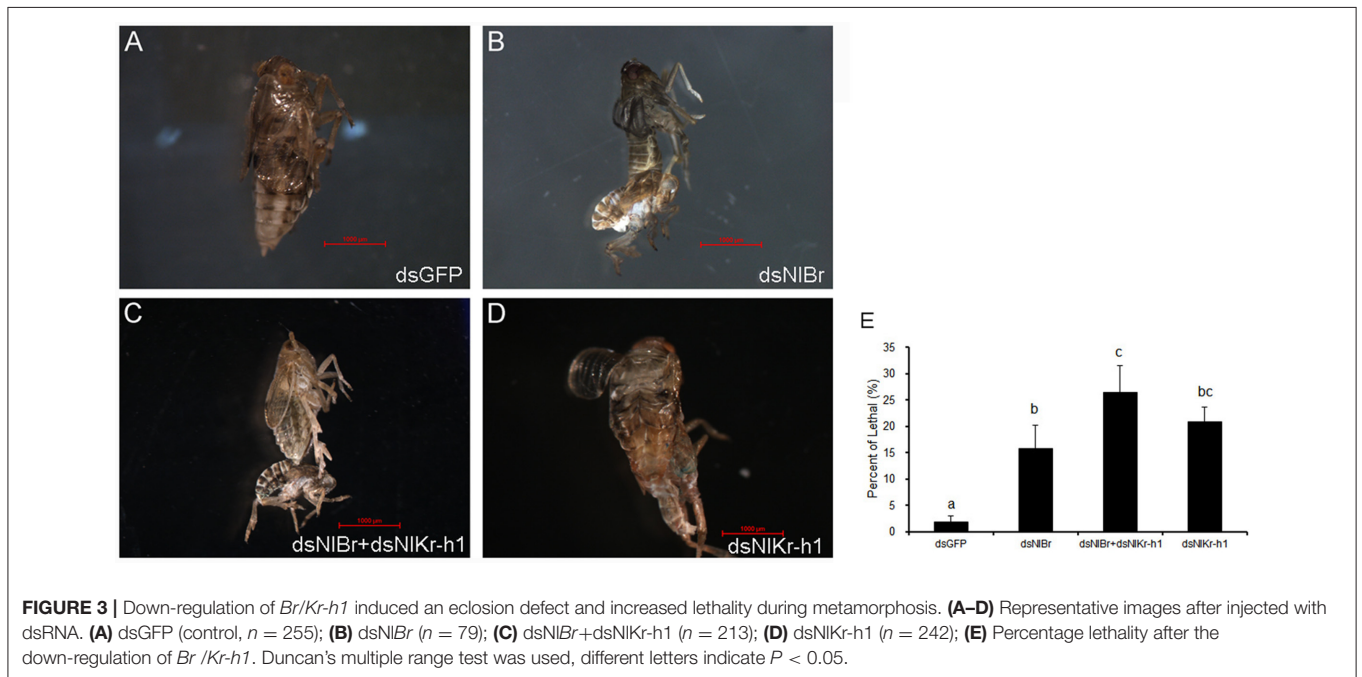 A
1000 µm
dsGFP
B
dsNlBr
C
1000 µm
dsNlBr+dsNlKr-h1
D
1000 µm
dsNlKr-h1
E
Percent of Lethal (%)
35
30
25
20
15
10
5
0
a
b
c
bc
dsGFP
dsNlBr
dsNlBr+dsNlKr-h1
dsNlKr-h1
FIGURE 3 | Down-regulation of Br/Kr-h1 induced an eclosion defect and increased lethality during metamorphosis. (A–D) Representative images after injected with
dsRNA. (A) dsGFP (control, n = 255); (B) dsNlBr (n = 79); (C) dsNlBr+dsNlKr-h1 (n = 213); (D) dsNlKr-h1 (n = 242); (E) Percentage lethality after the
down-regulation of Br /Kr-h1. Duncan's multiple range test was used, different letters indicate P < 0.05.